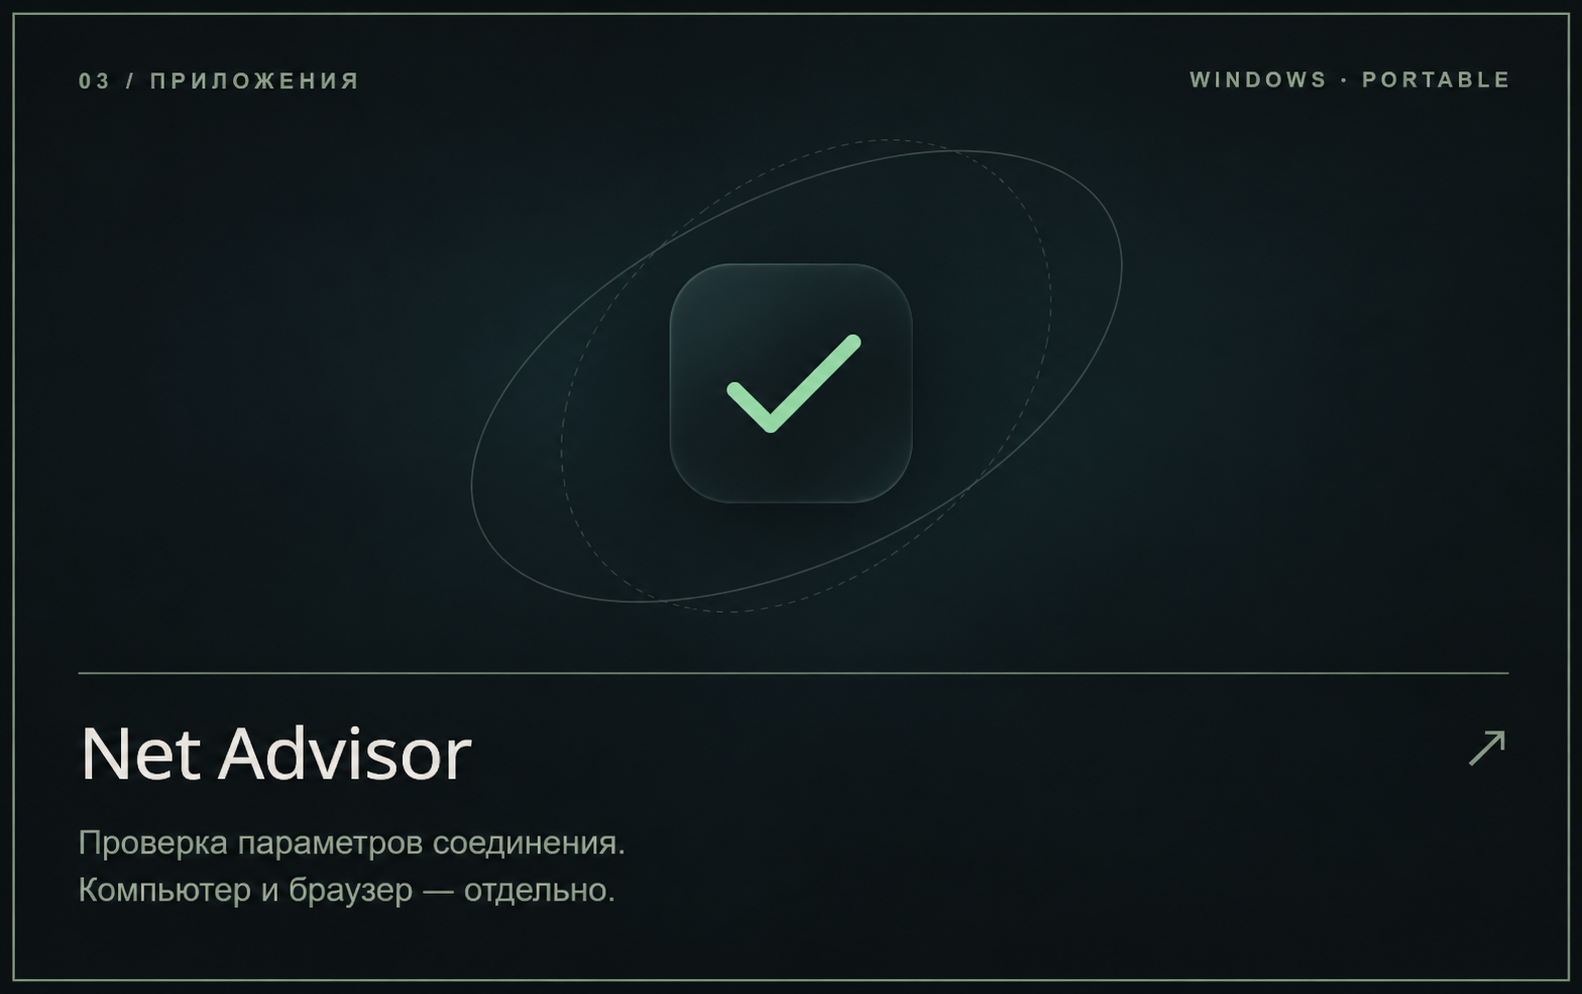 03 / ПРИЛОЖЕНИЯ
WINDOWS · PORTABLE
Net Advisor
Проверка параметров соединения.
Компьютер и браузер — отдельно.